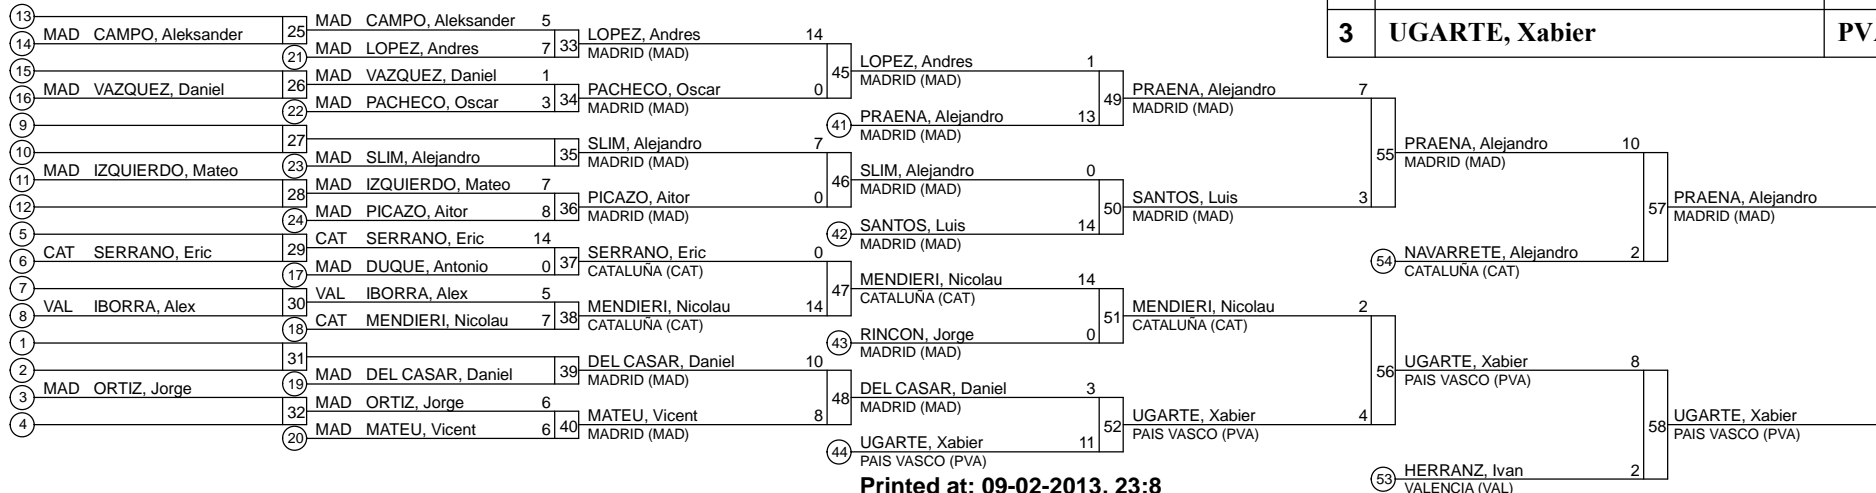 3 UGARTE, Xabier PVA
13
14 MAD CAMPO, Aleksander
15
16 MAD VAZQUEZ, Daniel
9
10
11 MAD IZQUIERDO, Mateo
12
5
6 CAT SERRANO, Eric
7
8 VAL IBORRA, Alex
1
2
3 MAD ORTIZ, Jorge
4
25 MAD CAMPO, Aleksander 5
21 MAD LOPEZ, Andres 7
26 MAD VAZQUEZ, Daniel 1
22 MAD PACHECO, Oscar 3
27
23 MAD SLIM, Alejandro
28 MAD IZQUIERDO, Mateo 7
24 MAD PICAZO, Aitor 8
29 CAT SERRANO, Eric 14
17 MAD DUQUE, Antonio 0
30 VAL IBORRA, Alex 5
18 CAT MENDIERI, Nicolau 7
31
19 MAD DEL CASAR, Daniel
32 MAD ORTIZ, Jorge 6
20 MAD MATEU, Vicent 6
33 LOPEZ, Andres 14
MADRID (MAD)
34 PACHECO, Oscar 0
MADRID (MAD)
35 SLIM, Alejandro 7
MADRID (MAD)
36 PICAZO, Aitor 0
MADRID (MAD)
37 SERRANO, Eric 0
CATALUÑA (CAT)
38 MENDIERI, Nicolau 14
CATALUÑA (CAT)
39 DEL CASAR, Daniel 10
MADRID (MAD)
40 MATEU, Vicent 8
MADRID (MAD)
45 LOPEZ, Andres 1
MADRID (MAD)
41 PRAENA, Alejandro 13
MADRID (MAD)
46 SLIM, Alejandro 0
MADRID (MAD)
42 SANTOS, Luis 14
MADRID (MAD)
47 MENDIERI, Nicolau 14
CATALUÑA (CAT)
43 RINCON, Jorge 0
MADRID (MAD)
48 DEL CASAR, Daniel 3
MADRID (MAD)
44 UGARTE, Xabier 11
PAIS VASCO (PVA)
49 PRAENA, Alejandro 7
MADRID (MAD)
50 SANTOS, Luis 3
MADRID (MAD)
51 MENDIERI, Nicolau 2
CATALUÑA (CAT)
52 UGARTE, Xabier 4
PAIS VASCO (PVA)
55 PRAENA, Alejandro 10
MADRID (MAD)
54 NAVARRETE, Alejandro 2
CATALUÑA (CAT)
56 UGARTE, Xabier 8
PAIS VASCO (PVA)
53 HERRANZ, Ivan 2
VALENCIA (VAL)
57 PRAENA, Alejandro
MADRID (MAD)
58 UGARTE, Xabier
PAIS VASCO (PVA)
Printed at: 09-02-2013, 23:8